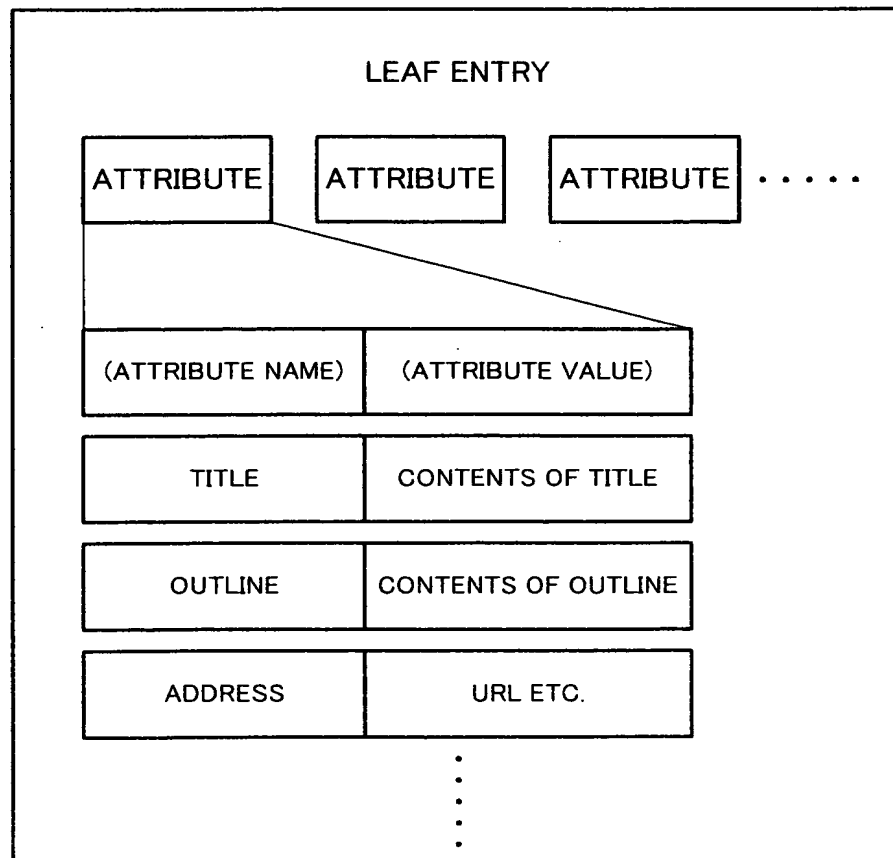 LEAF ENTRY
ATTRIBUTE ATTRIBUTE ATTRIBUTE .....
(ATTRIBUTE NAME) (ATTRIBUTE VALUE)
TITLE CONTENTS OF TITLE
OUTLINE CONTENTS OF OUTLINE
ADDRESS URL ETC.